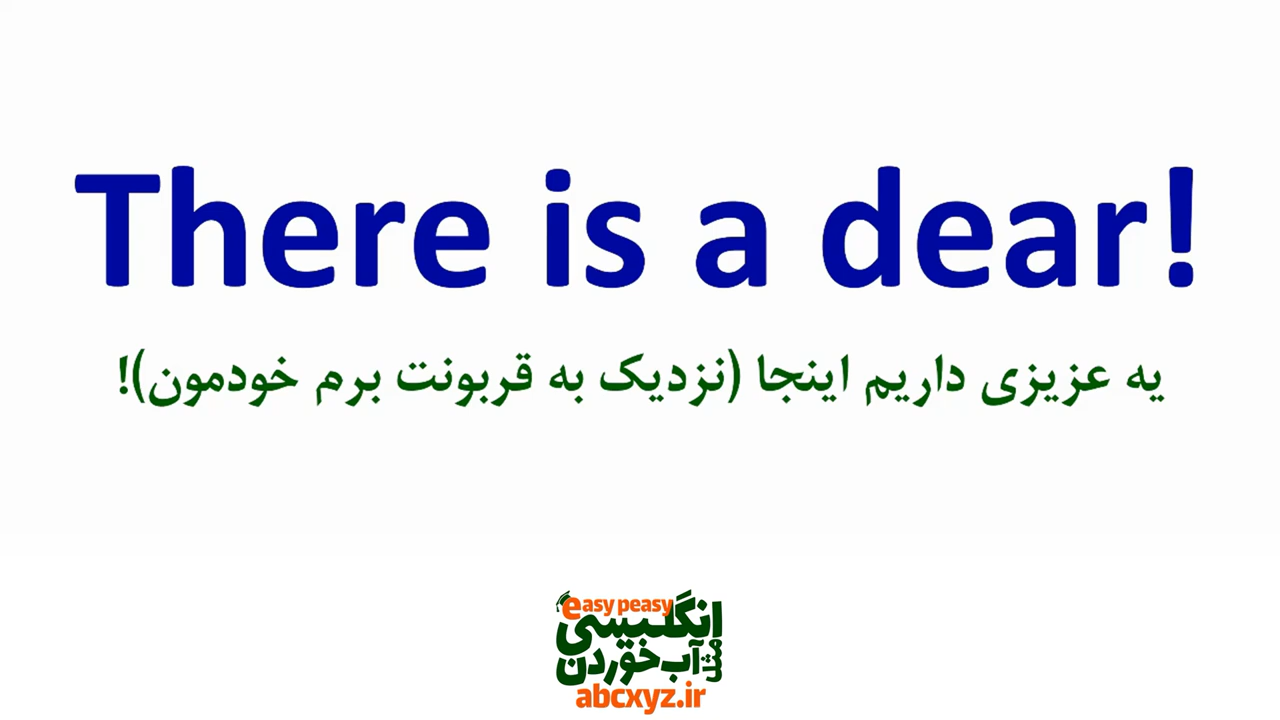 There is a dear!
یه عزیزی داریم اینجا (نزدیک به قربونت برم خودمون)!
easy peasy
انگلیسی
مثل آب خوردن
abcxyz.ir